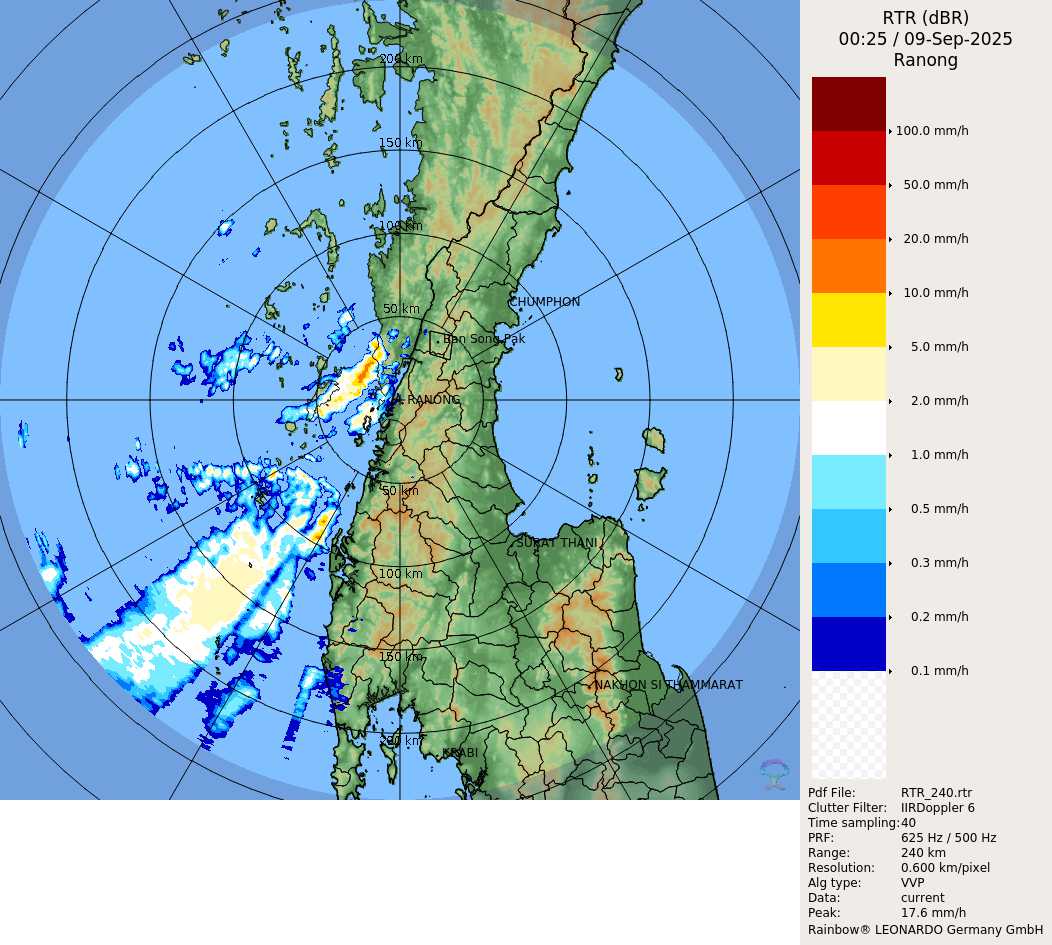 200 km
150 km
100 km
50 km
CHUMPHON
Ban Song Pak
RANONG
50 km
SURAT THANI
100 km
150 km
NAKHON SI THAMMARAT
200 km
KRABI
RTR (dBR)
00:25 / 09-Sep-2025
Ranong
100.0 mm/h
50.0 mm/h
20.0 mm/h
10.0 mm/h
5.0 mm/h
2.0 mm/h
1.0 mm/h
0.5 mm/h
0.3 mm/h
0.2 mm/h
0.1 mm/h
Pdf File: RTR_240.rtr
Clutter Filter: IIRDoppler 6
Time sampling:40
PRF: 625 Hz / 500 Hz
Range: 240 km
Resolution: 0.600 km/pixel
Alg type: VVP
Data: current
Peak: 17.6 mm/h
Rainbow® LEONARDO Germany GmbH